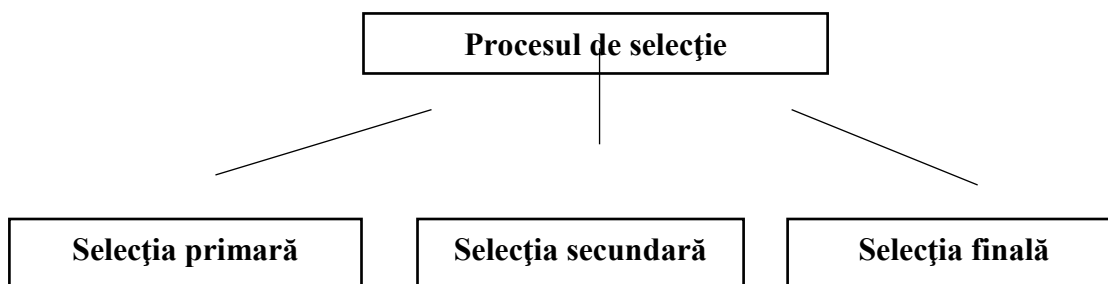 Procesul de selecţie
Selecţia primară
Selecţia secundară
Selecţia finală